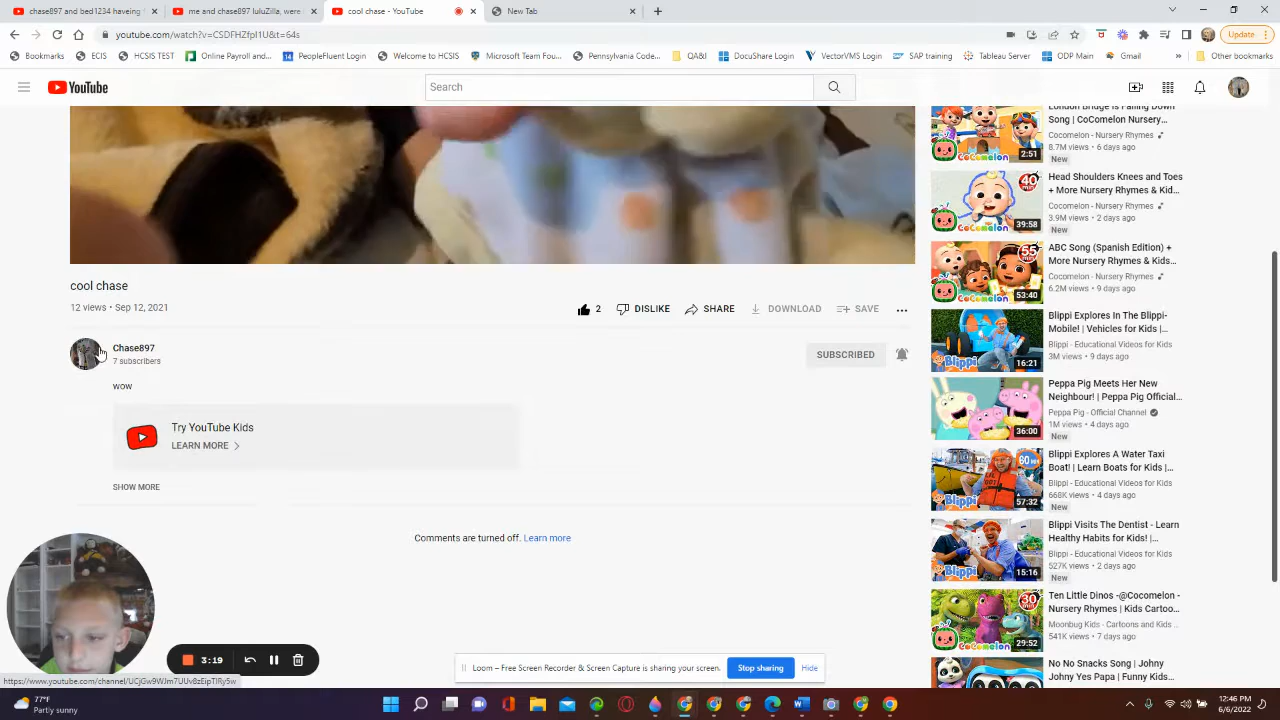 chase897 and bed1234 having
me and chase897 luluZilla, were
cool chase - YouTube
New Tab
youtube.com/watch?v=CSDFHZfpl1U&t=64s
Update
Bookmarks
ECIS
HCSIS TEST
Online Payroll and...
PeopleFluent Login
Welcome to HCSIS
Microsoft Team Fou...
Pennsylvania Code...
QA&I
DocuShare Login
VectorVMS Login
SAP training
Tableau Server
ODP Main
Gmail
»
Other bookmarks
YouTube
Search
cool chase
12 views • Sep 12, 2021
2
DISLIKE
SHARE
DOWNLOAD
SAVE
Chase897
7 subscribers
SUBSCRIBED
wow
Try YouTube Kids
LEARN MORE
SHOW MORE
Comments are turned off. Learn more
London Bridge Is Falling Down
Song | CoComelon Nursery...
Cocomelon - Nursery Rhymes
8.7M views • 6 days ago
New
2:51
Head Shoulders Knees and Toes
+ More Nursery Rhymes & Kid...
Cocomelon - Nursery Rhymes
3.9M views • 2 days ago
New
40
39:58
ABC Song (Spanish Edition) +
More Nursery Rhymes & Kids...
Cocomelon - Nursery Rhymes
6.2M views • 9 days ago
55
53:40
Blippi Explores In The Blippi-
Mobile! | Vehicles for Kids |...
Blippi - Educational Videos for Kids
3M views • 9 days ago
Blippi
16:21
Peppa Pig Meets Her New
Neighbour! | Peppa Pig Official...
Peppa Pig - Official Channel
1M views • 4 days ago
New
36:00
Blippi Explores A Water Taxi
Boat! | Learn Boats for Kids |...
Blippi - Educational Videos for Kids
668K views • 4 days ago
New
Blippi
60
57:32
Blippi Visits The Dentist - Learn
Healthy Habits for Kids! |...
Blippi - Educational Videos for Kids
527K views • 2 days ago
New
Blippi
15:16
Ten Little Dinos -@Cocomelon -
Nursery Rhymes | Kids Cartoo...
Moonbug Kids - Cartoons and Kids ...
541K views • 7 days ago
30
CoComelon
29:52
No No Snacks Song | Johny
Johny Yes Papa | Funny Kids...
3:19
Loom – Free Screen Recorder & Screen Capture is sharing your screen.
Stop sharing
Hide
https://www.youtube.com/channel/UCjGw9WJm7UUv8zEipTlRy5w
77°F
Partly sunny
12:46 PM
6/6/2022